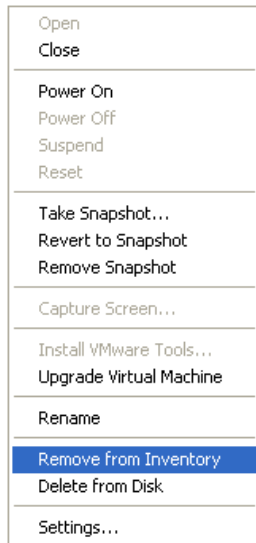 Open
Close
Power On
Power Off
Suspend
Reset
Take Snapshot...
Revert to Snapshot
Remove Snapshot
Capture Screen...
Install VMware Tools...
Upgrade Virtual Machine
Rename
Remove from Inventory
Delete from Disk
Settings...